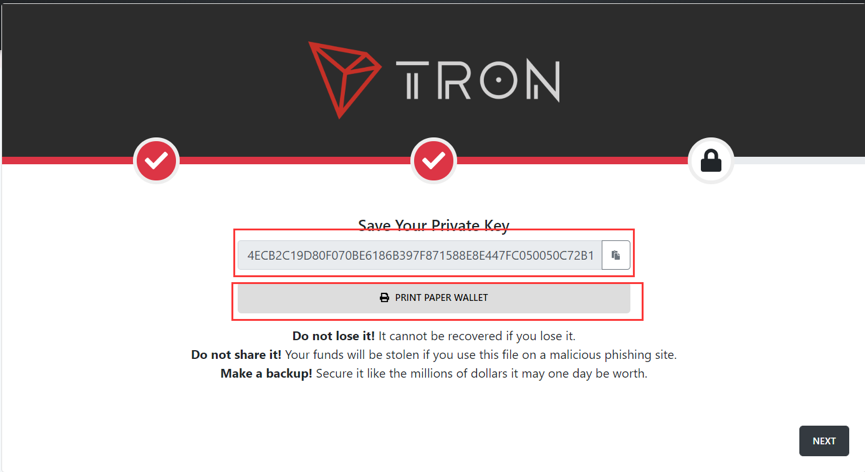 TRON
Save Your Private Key
4ECB2C19D80F070BE6186B397F871588E8E447FC050050C72B1
PRINT PAPER WALLET
Do not lose it! It cannot be recovered if you lose it.
Do not share it! Your funds will be stolen if you use this file on a malicious phishing site.
Make a backup! Secure it like the millions of dollars it may one day be worth.
NEXT